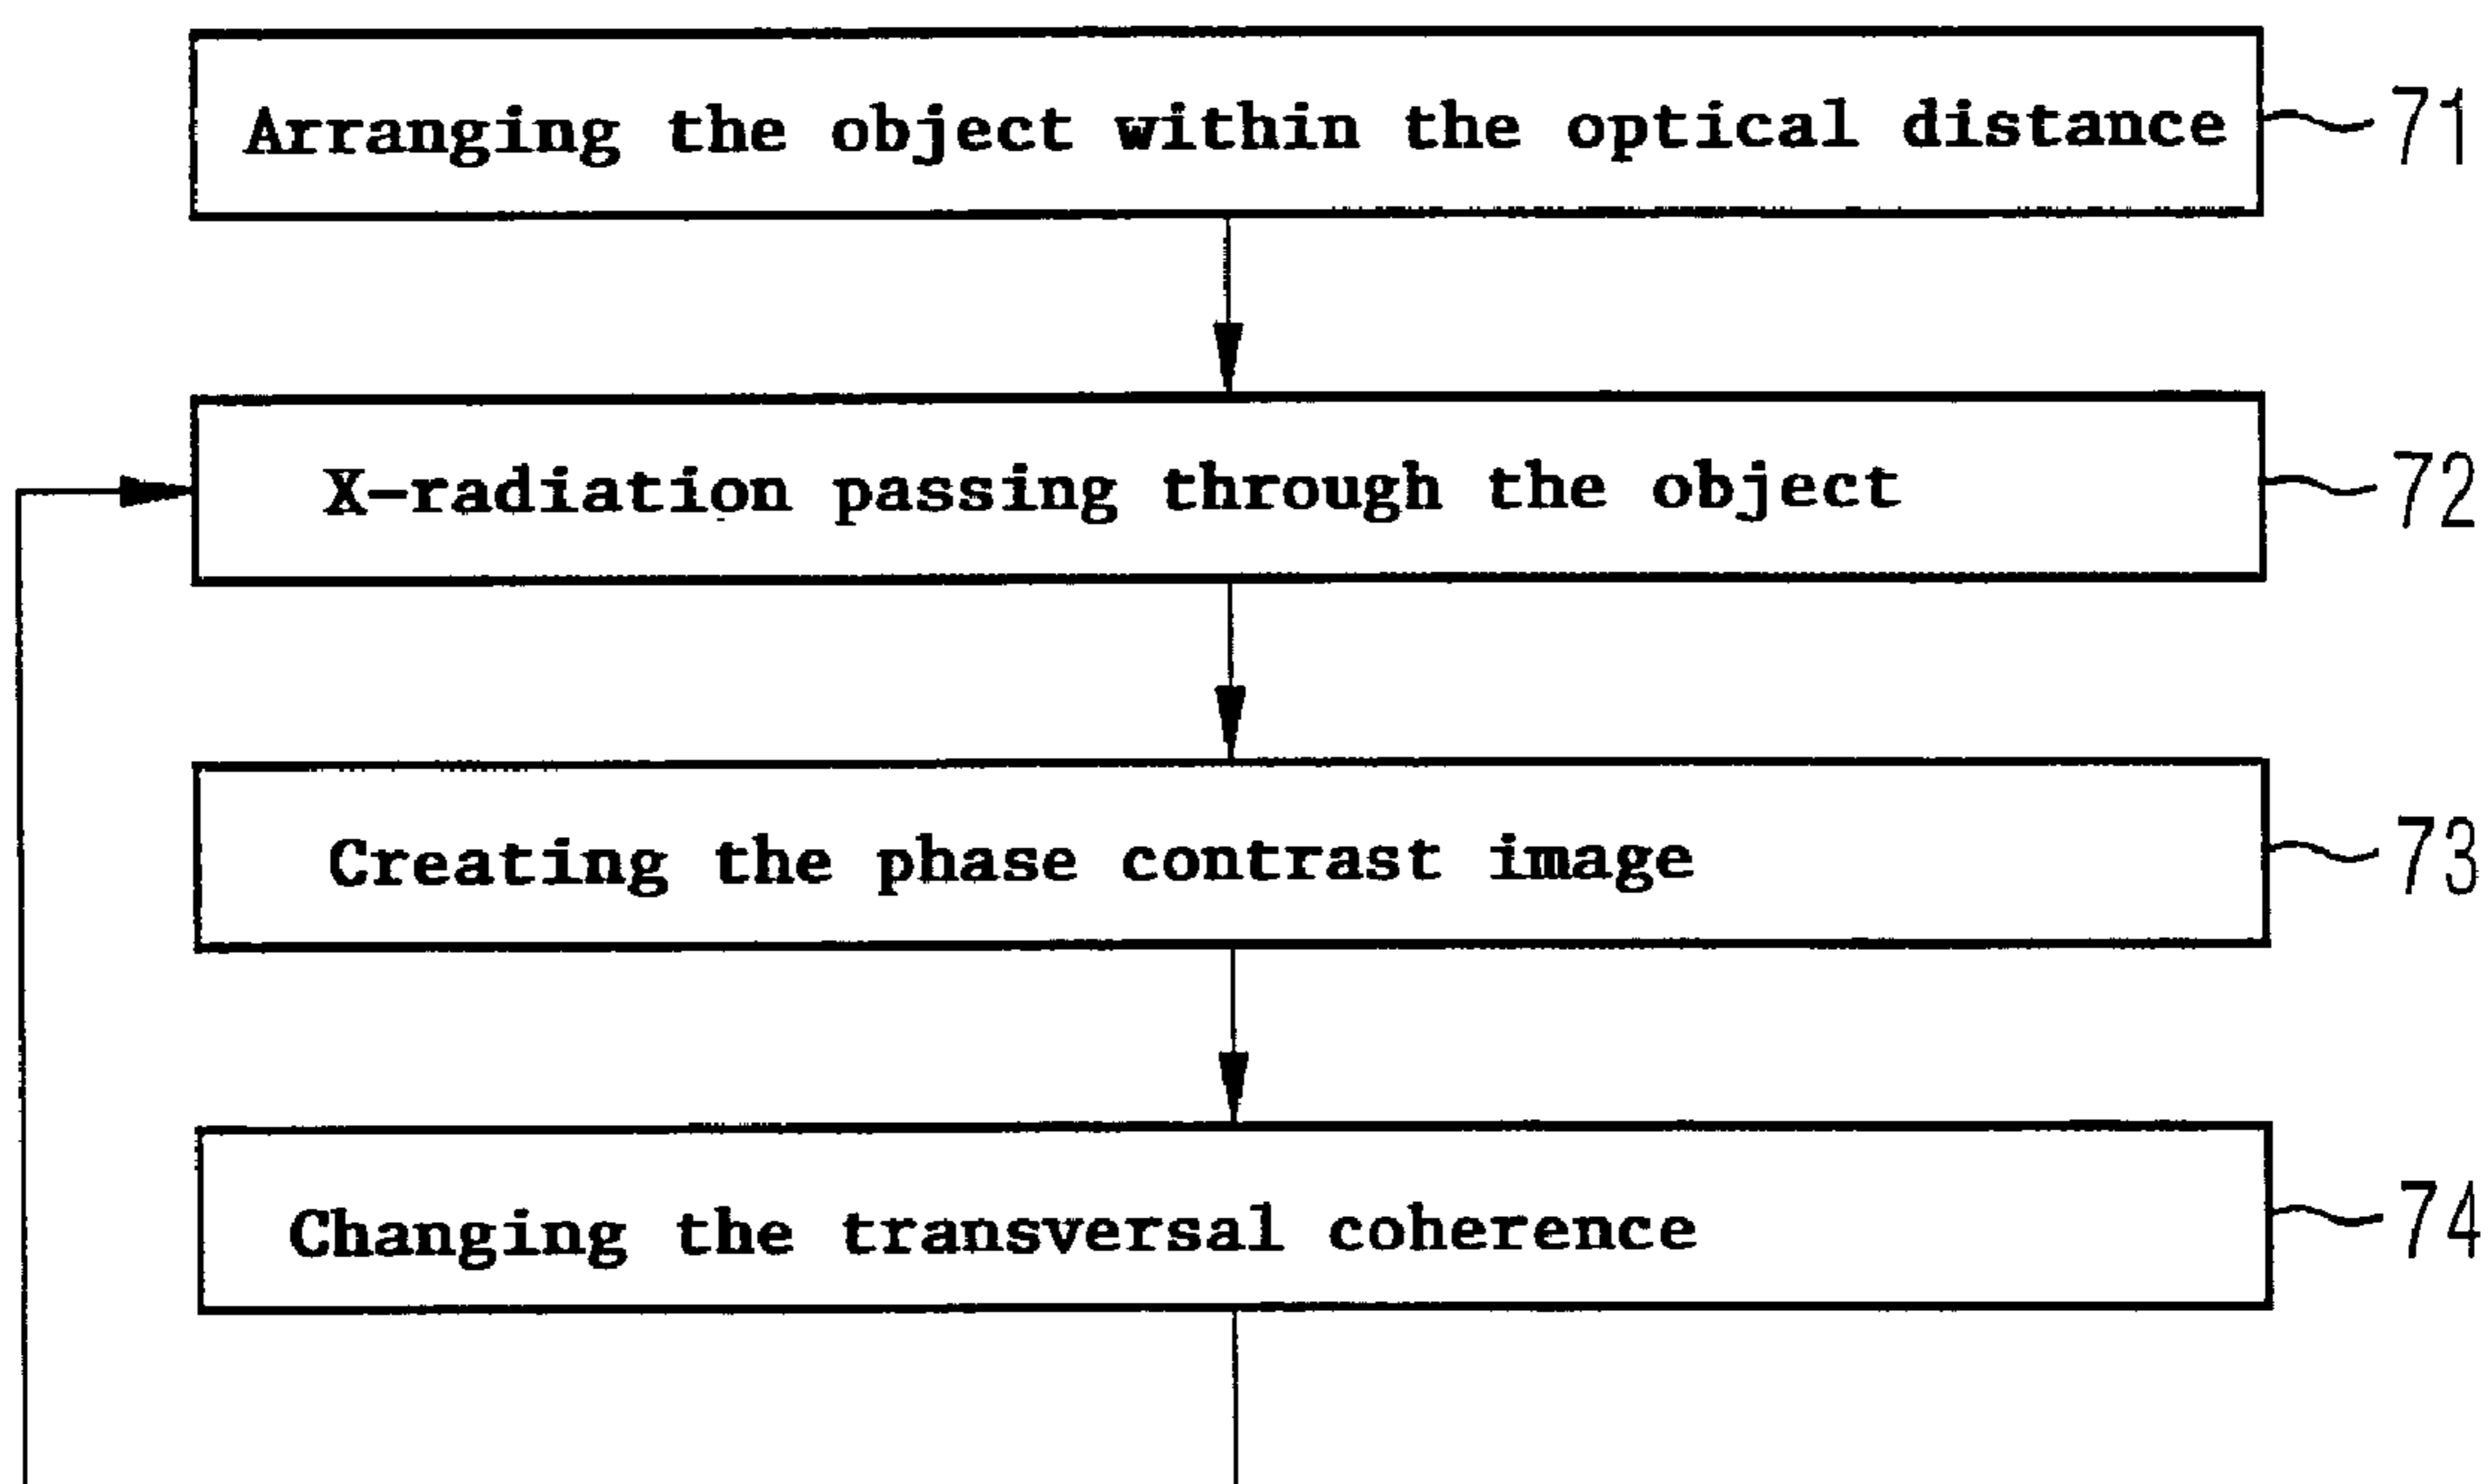 Arranging the object within the optical distance 71
X-radiation passing through the object 72
Creating the phase contrast image 73
Changing the transversal coherence 74